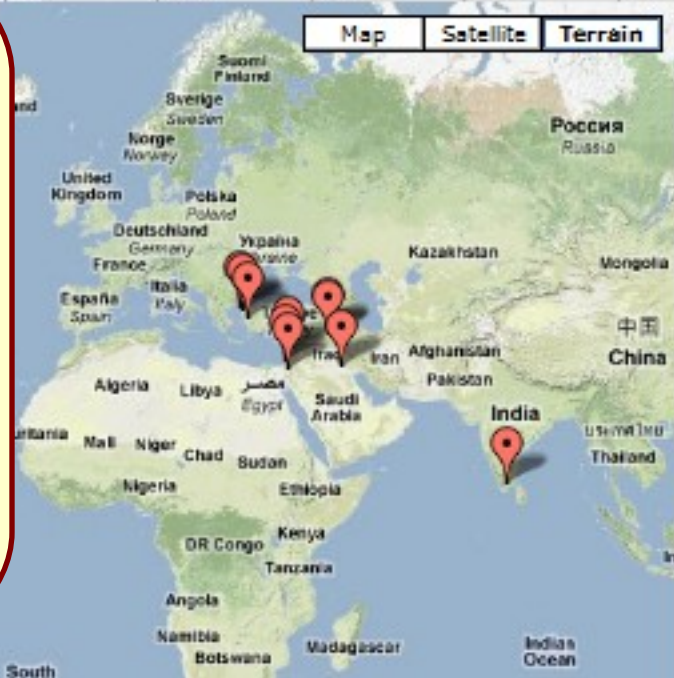 Map Satellite Terrain
Suomi
Finland
Sverige
Sweden
Norge
Norway
Россия
Russia
United
Kingdom
Polska
Poland
Deutschland
Germany
Україна
France
Kazakhstan
Mongolia
Italia
Italy
España
Spain
中国
China
Iran
Afghanistan
Pakistan
Algeria
Libya
مصر
Egypt
Saudi
Arabia
India
Mali
Niger
Chad
Sudan
Thailand
Nigeria
Ethiopia
Kenya
DR Congo
Tanzania
Angola
Namibia
Botswana
Madagascar
Indian
Ocean
South